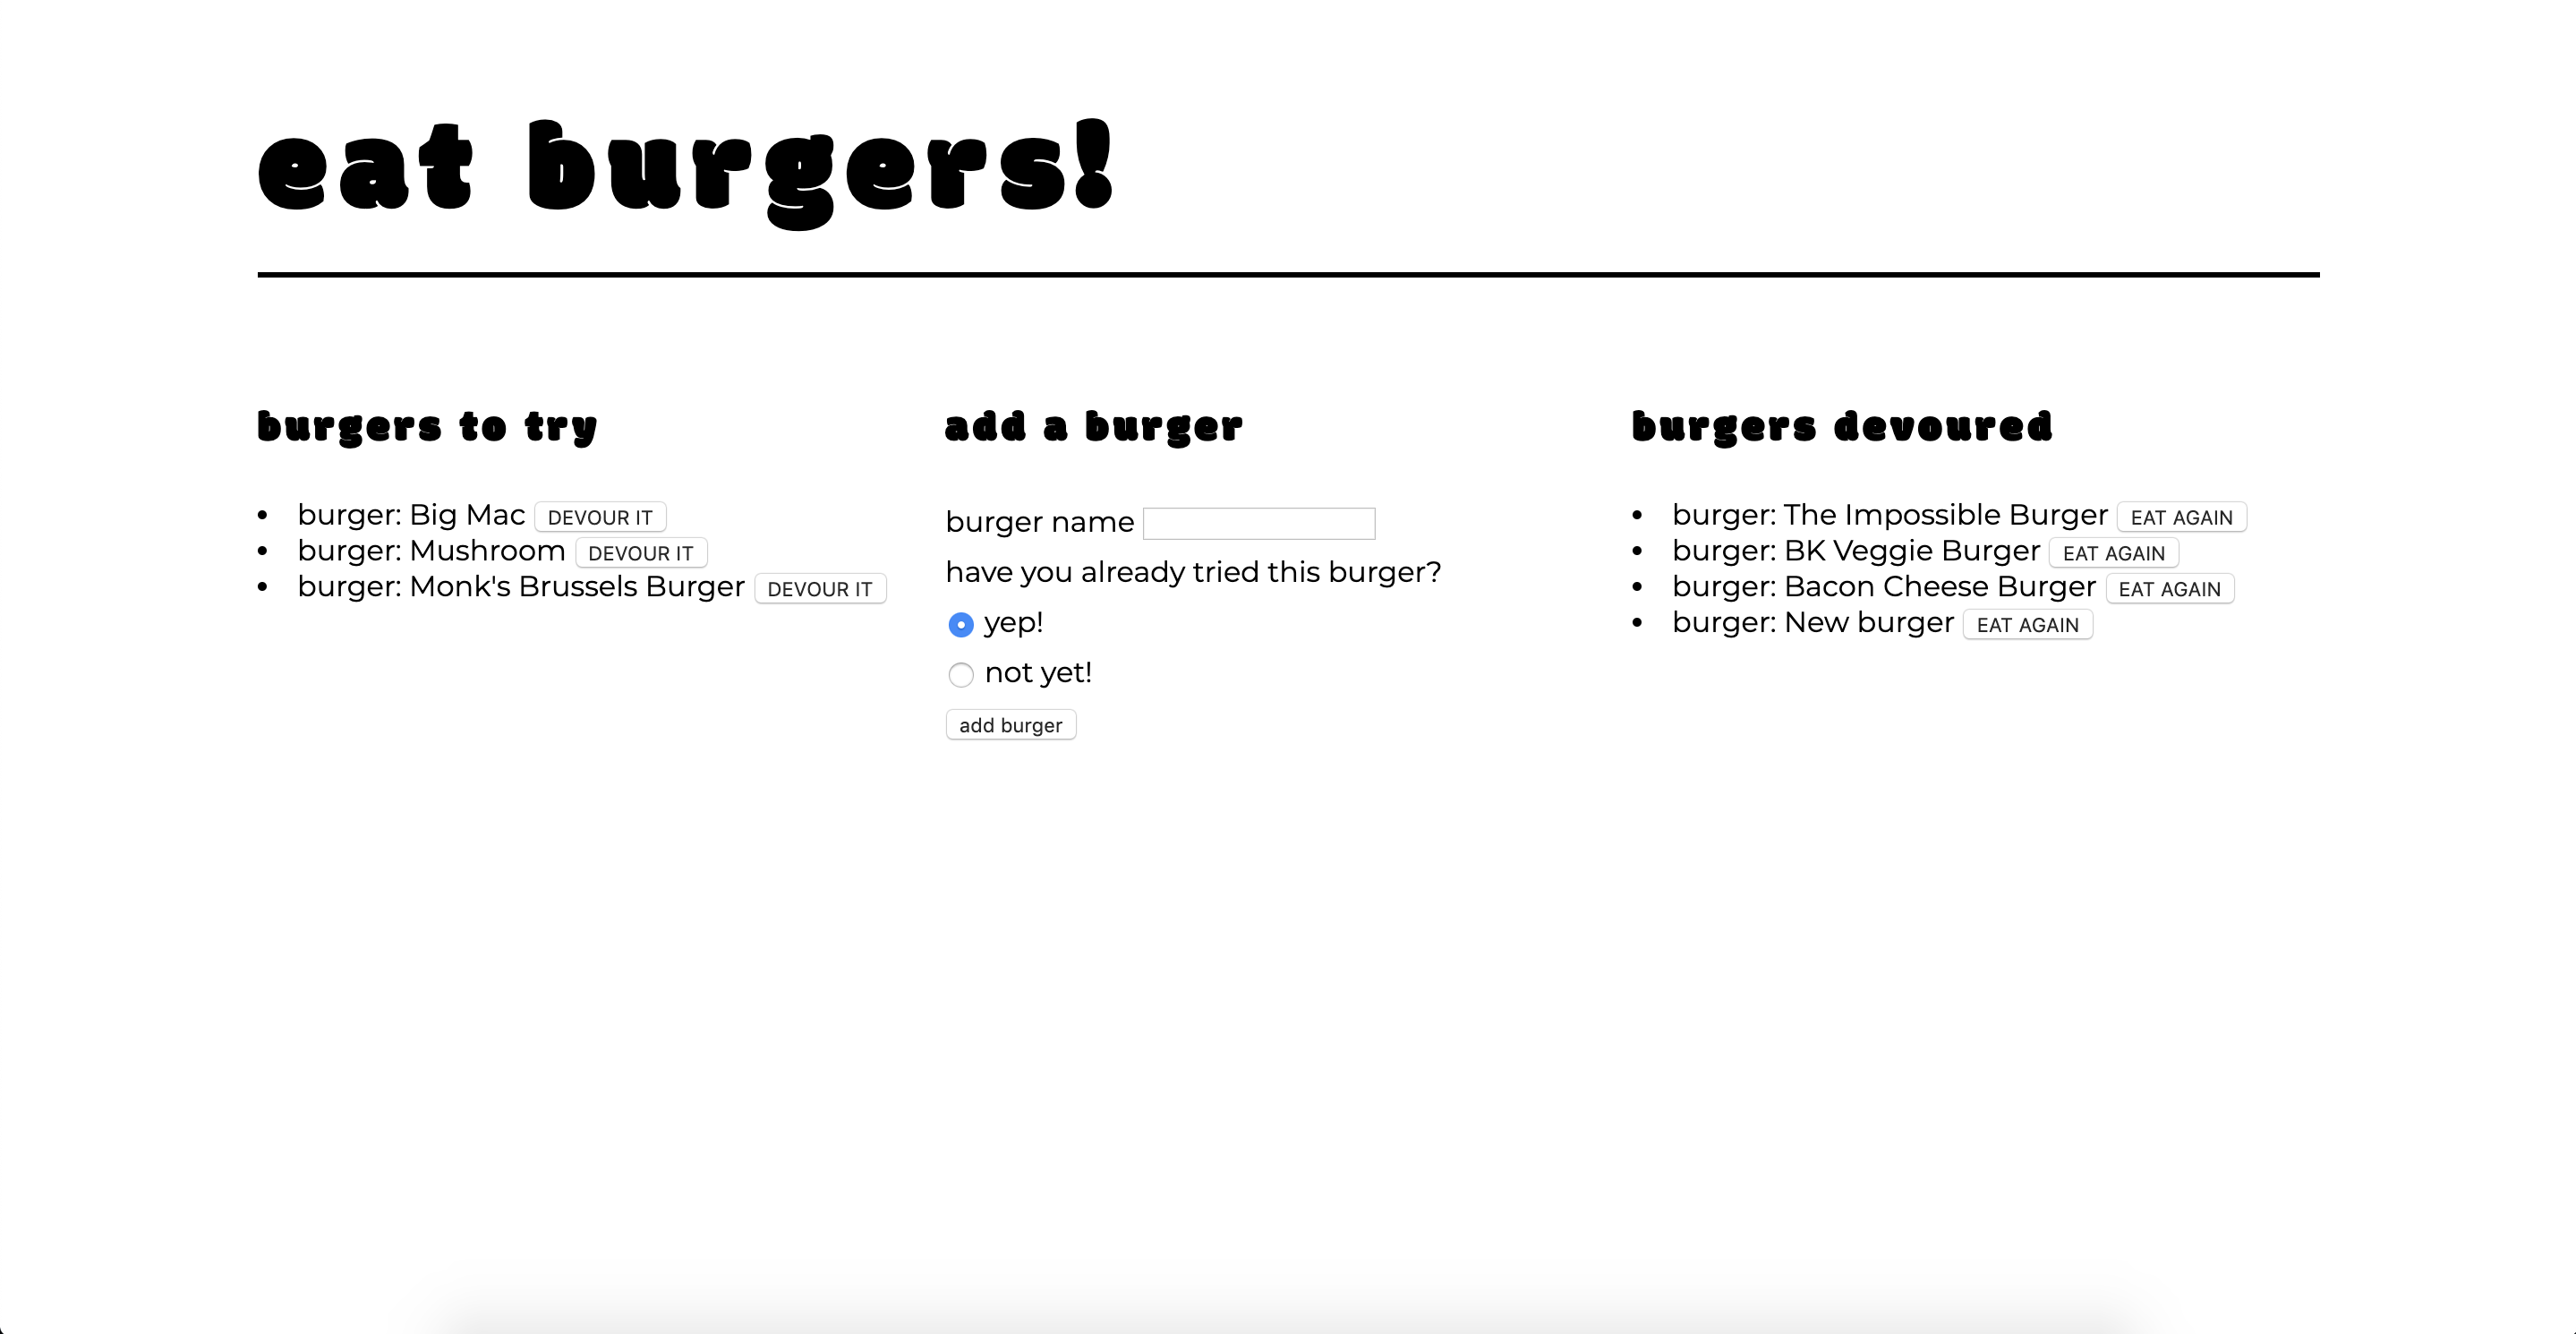 eat burgers!
burgers to try
burger: Big Mac DEVOUR IT
burger: Mushroom DEVOUR IT
burger: Monk's Brussels Burger DEVOUR IT
add a burger
burger name
have you already tried this burger?
yep!
not yet!
add burger
burgers devoured
burger: The Impossible Burger EAT AGAIN
burger: BK Veggie Burger EAT AGAIN
burger: Bacon Cheese Burger EAT AGAIN
burger: New burger EAT AGAIN